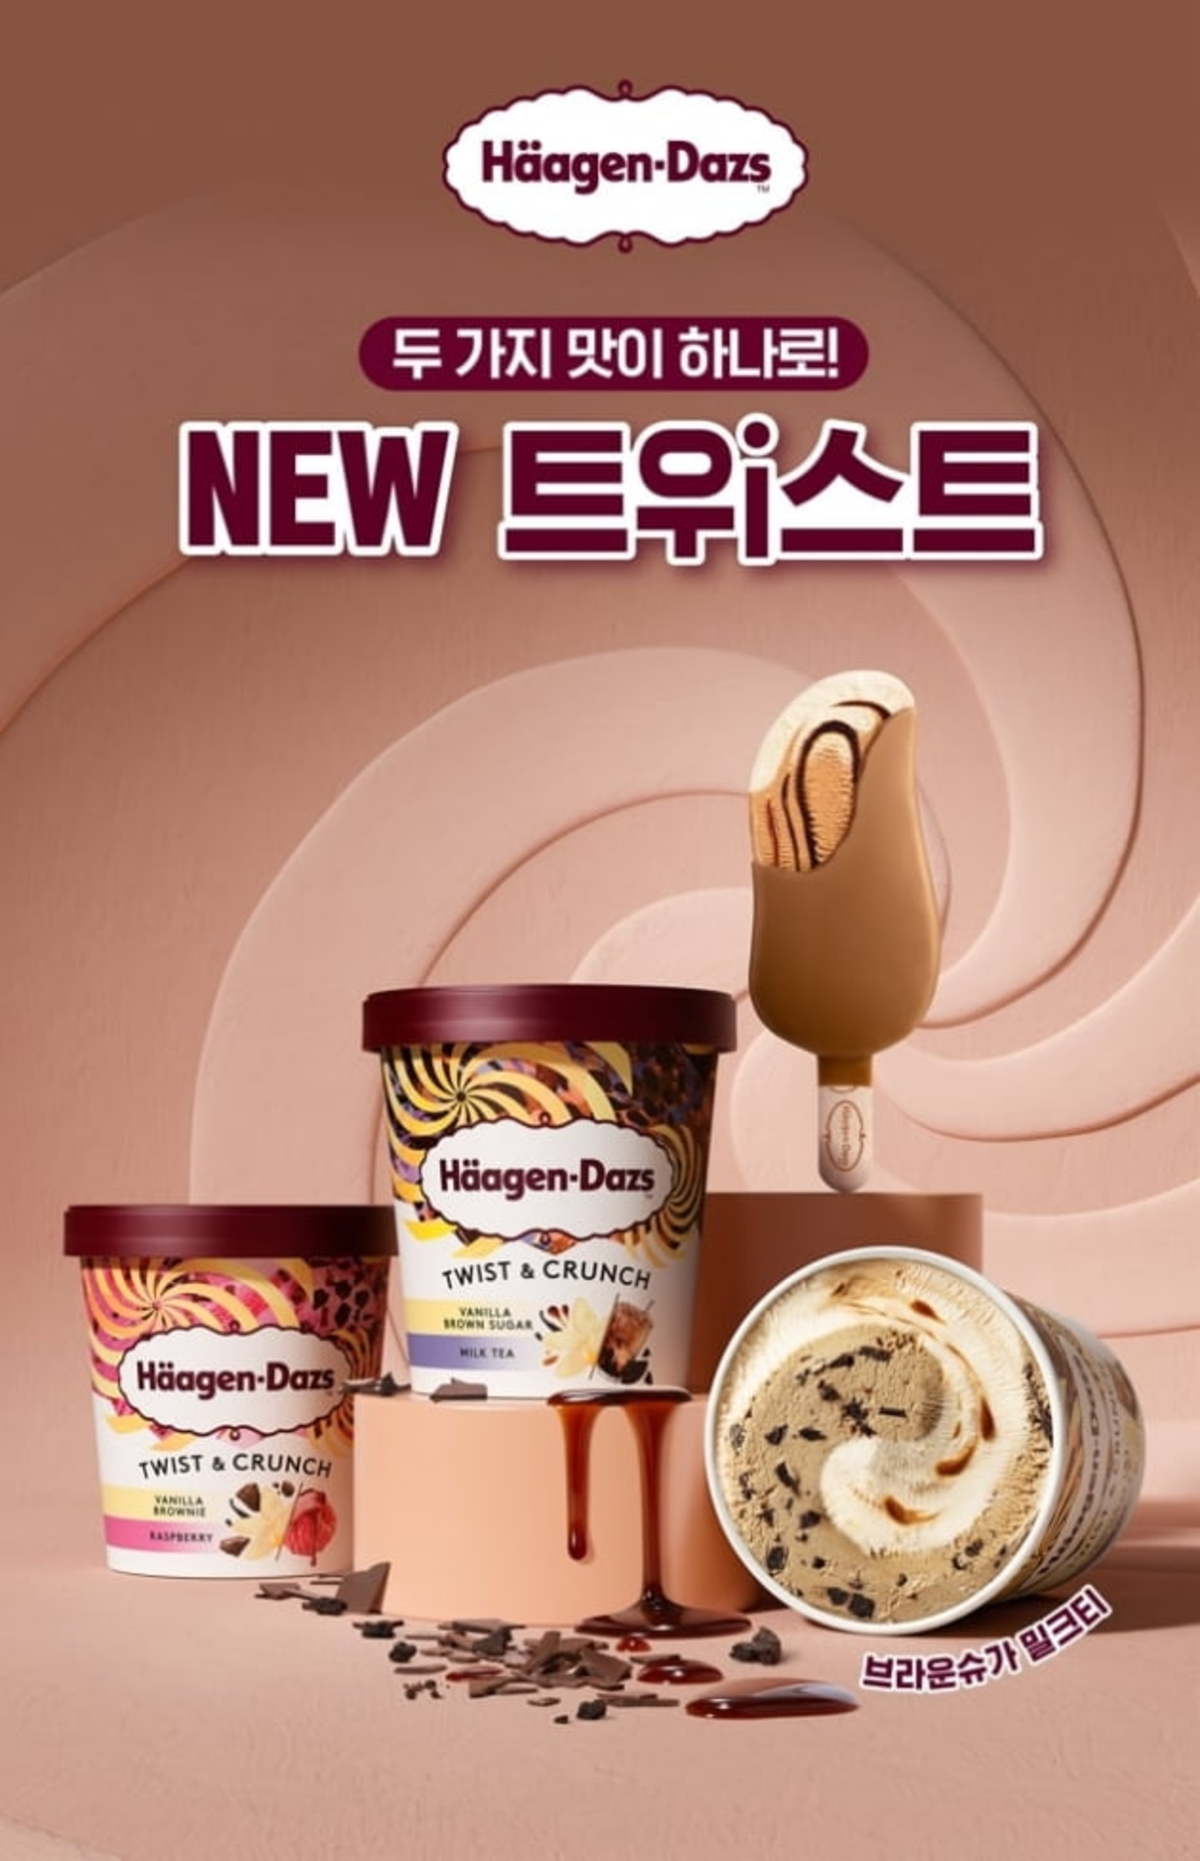 Häagen-Dazs
TM
두 가지 맛이 하나로!
NEW 트위스트
Häagen-Dazs
TWIST & CRUNCH
VANILLA
BROWN SUGAR
MILK TEA
Häagen-Dazs
TWIST & CRUNCH
VANILLA
BROWNIE
RASPBERRY
브라운슈가 밀크티